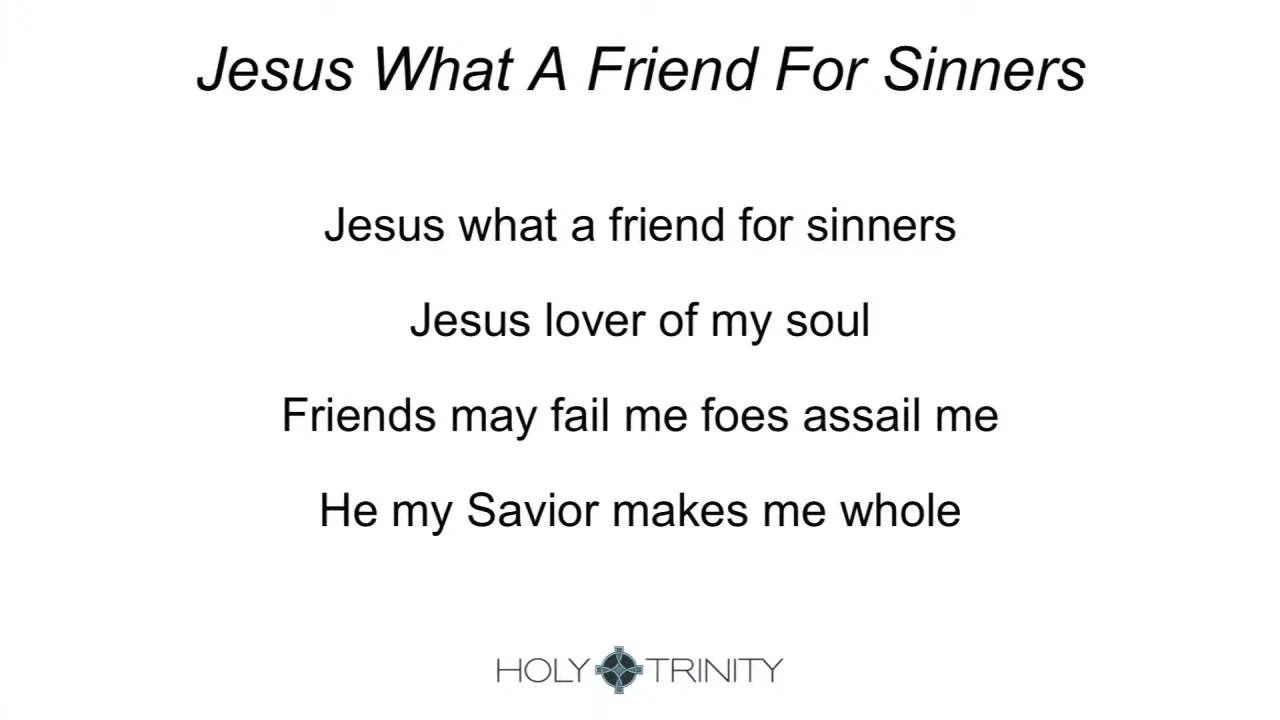 Jesus What A Friend For Sinners
Jesus what a friend for sinners
Jesus lover of my soul
Friends may fail me foes assail me
He my Savior makes me whole
HOLY TRINITY